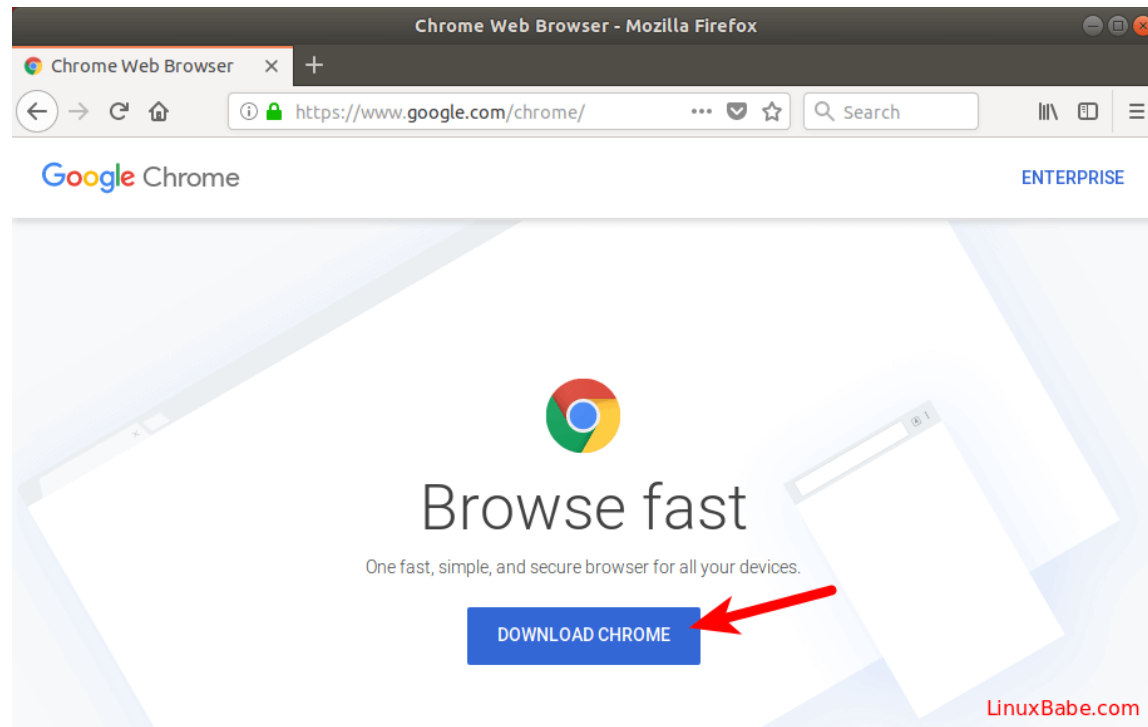 Chrome Web Browser - Mozilla Firefox
Chrome Web Browser
https://www.google.com/chrome/
Search
Google Chrome
ENTERPRISE
Browse fast
One fast, simple, and secure browser for all your devices.
DOWNLOAD CHROME
LinuxBabe.com